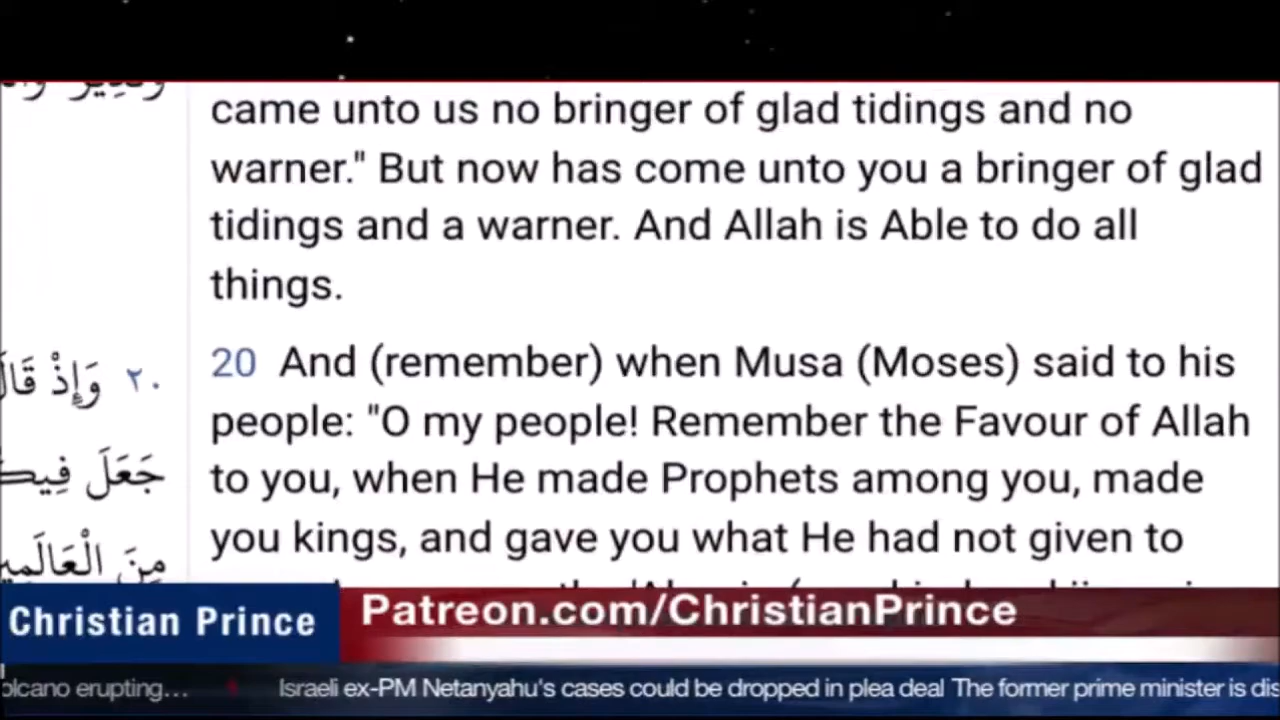 came unto us no bringer of glad tidings and no
warner." But now has come unto you a bringer of glad
tidings and a warner. And Allah is Able to do all
things.
20 And (remember) when Musa (Moses) said to his
people: "O my people! Remember the Favour of Allah
to you, when He made Prophets among you, made
you kings, and gave you what He had not given to
٢٠ وَإِذْ قَالَ
جَعَلَ
مِنَ الْعَالَمِي
Christian Prince
Patreon.com/ChristianPrince
olcano erupting... Israeli ex-PM Netanyahu's cases could be dropped in plea deal The former prime minister is dis